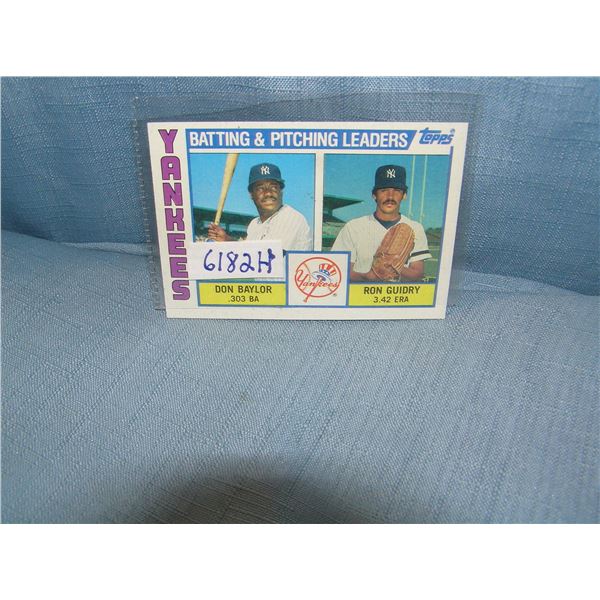 YANKEES
BATTING & PITCHING LEADERS
topps
6182H
DON BAYLOR
.303 BA
Yankees
RON GUIDRY
3.42 ERA